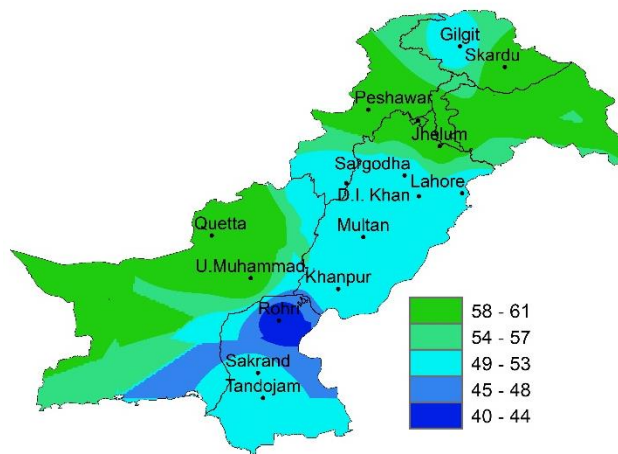 Gilgit
Skardu
Peshawar
Jhelum
Sargodha
Lahore
D.I. Khan
Quetta
Multan
U.Muhammad
Khanpur
Rohri
Sakrand
Tandojam
58 - 61
54 - 57
49 - 53
45 - 48
40 - 44